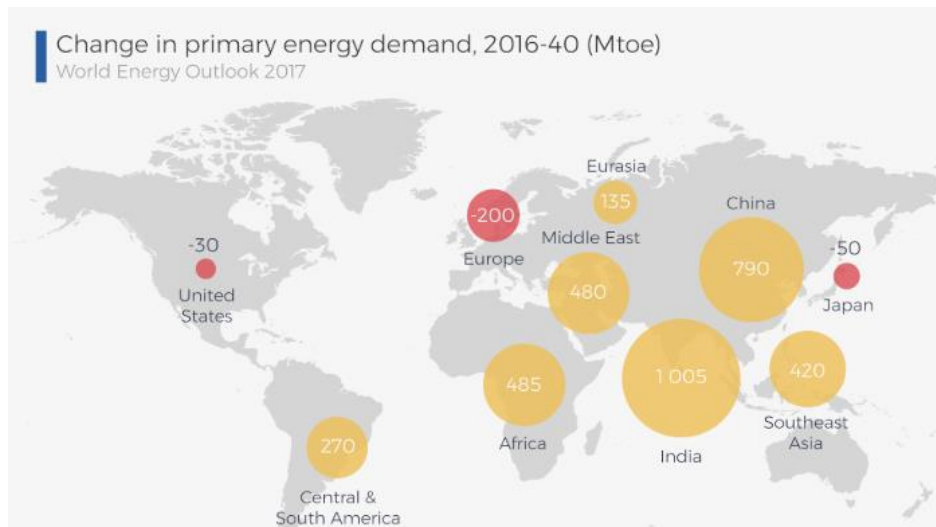 Change in primary energy demand, 2016-40 (Mtoe)
World Energy Outlook 2017
Eurasia
135
-200
China
-30
Middle East
-50
Europe
790
United
States
480
Japan
485
1 005
420
Southeast
Asia
Africa
India
270
Central &
South America